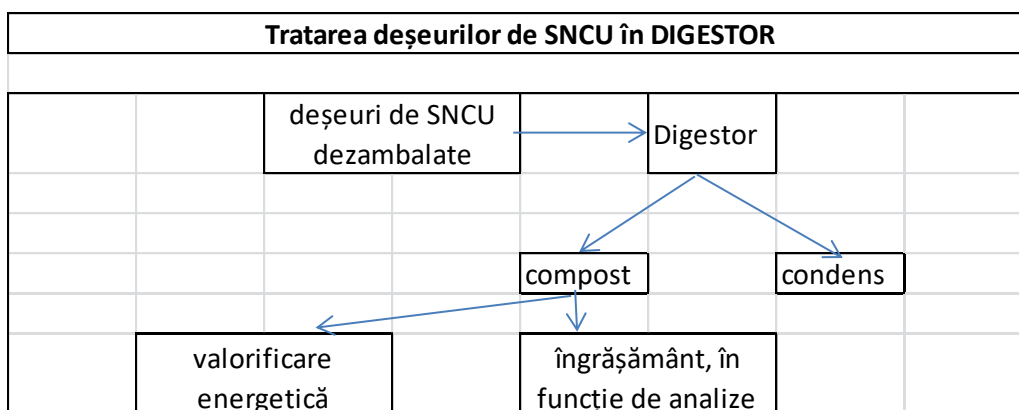 Tratarea deșeurilor de SNCU în DIGESTOR
deșeuri de SNCU
dezambalate
Digestor
compost
condens
valorificare
energetică
îngrășământ, în
funcție de analize